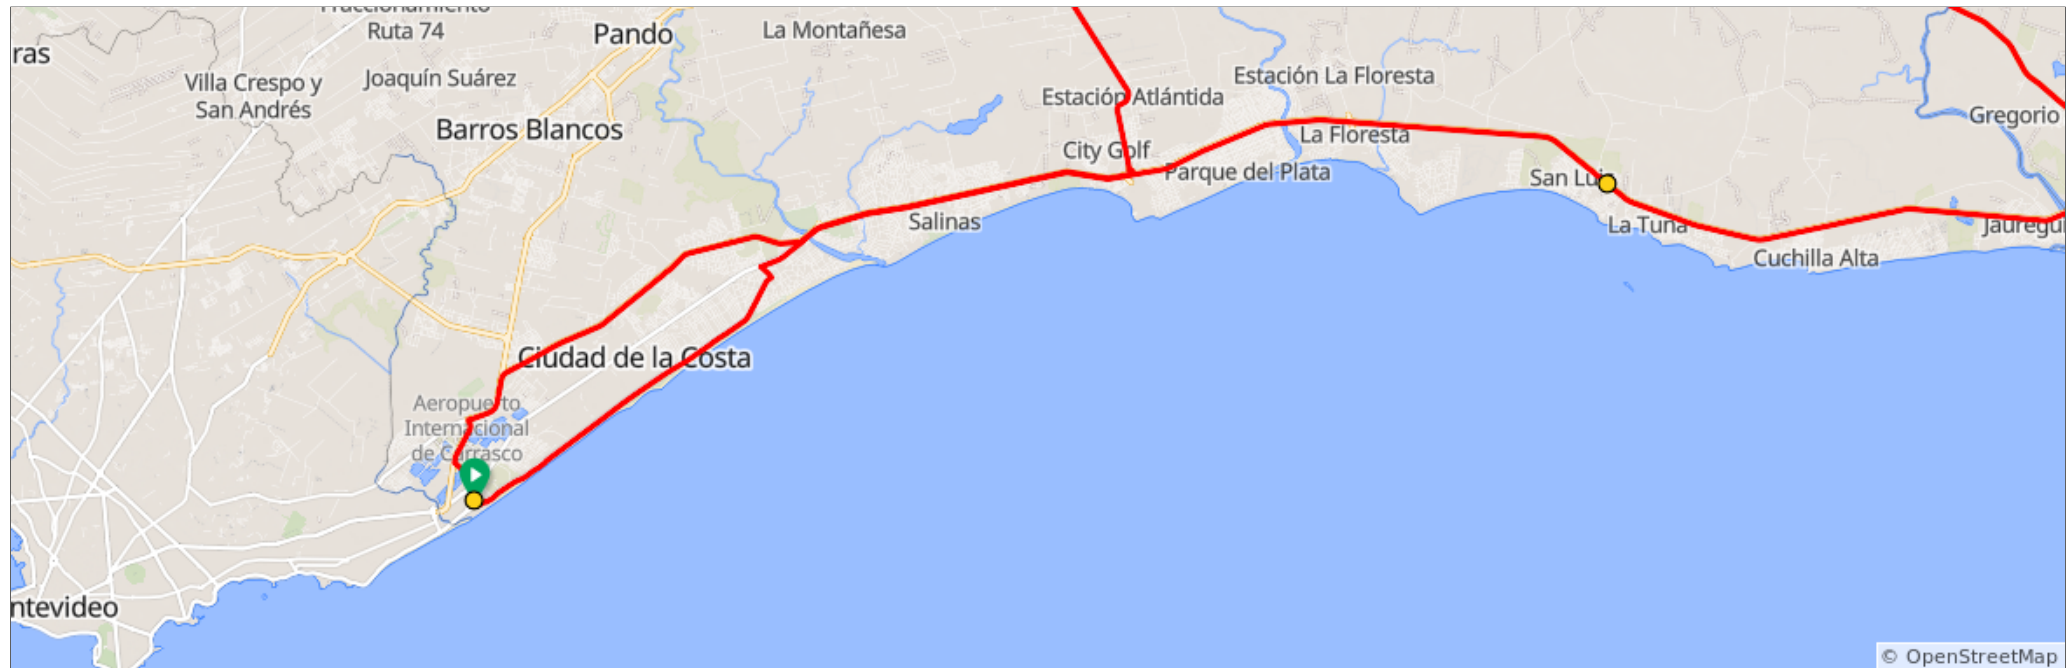 Ruta 74
Pando
La Montañesa
ras
Villa Crespo y
San Andrés
Joaquín Suárez
Estación La Floresta
Estación Atlántida
Gregorio
Barros Blancos
La Floresta
City Golf
Parque del Plata
San Luis
Salinas
La Tuna
Cuchilla Alta
Ciudad de la Costa
Aeropuerto
Internacional
de Carrasco
ntevideo
© OpenStreetMap